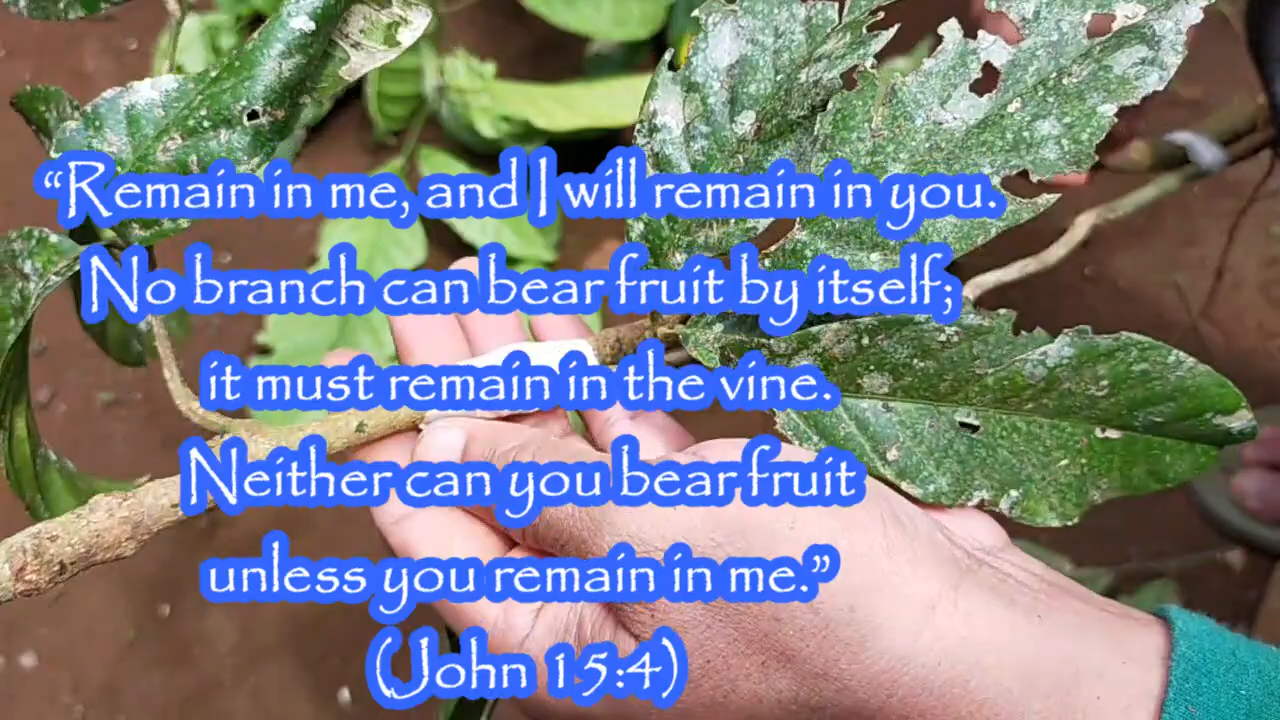 “Remain in me, and I will remain in you.
No branch can bear fruit by itself;
it must remain in the vine.
Neither can you bear fruit
unless you remain in me.”
(John 15:4)